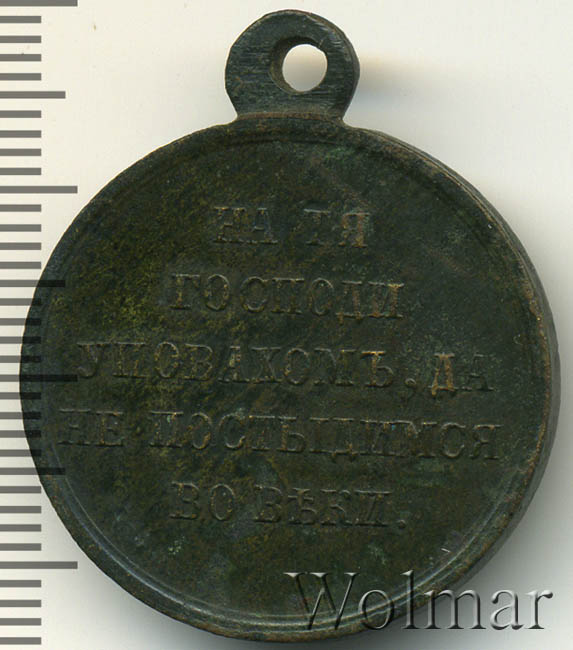 НА ТЯ
ГОСПОДИ
УПОВАХОМЪ, ДА
НЕ ПОСТЫДИМСЯ
ВО ВѢКИ.
Wolmar